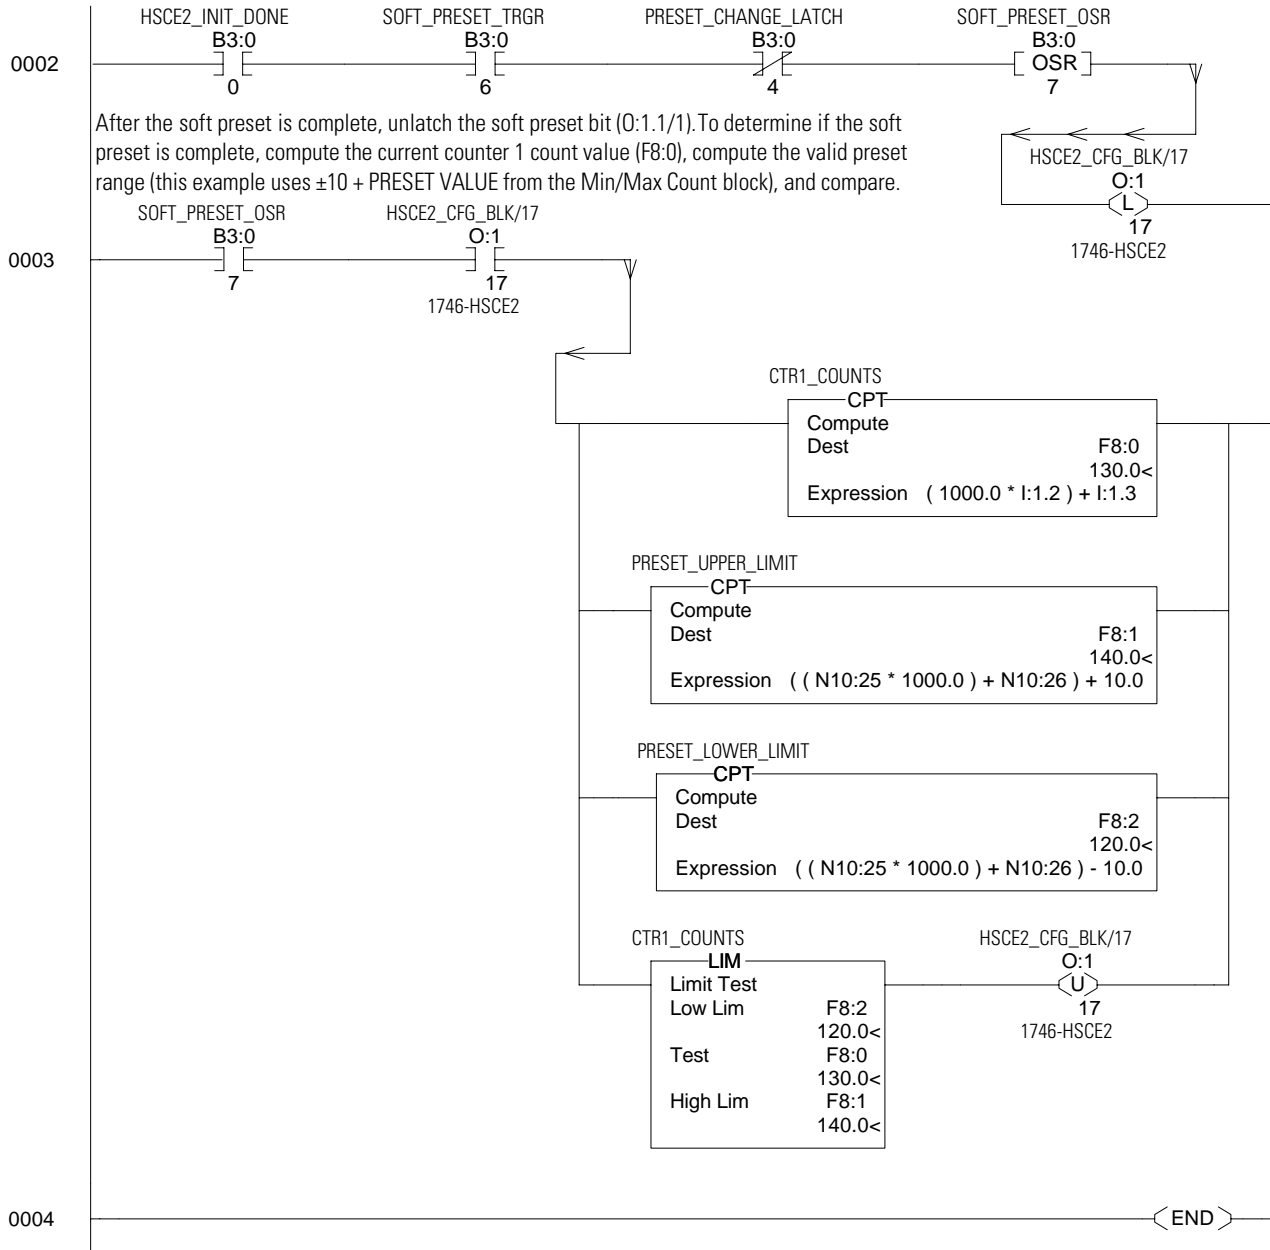 HSCE2_INIT_DONE SOFT_PRESET_TRGR PRESET_CHANGE_LATCH SOFT_PRESET_OSR
B3:0 B3:0 B3:0 B3:0
0002 OSR
0 6 4 7
After the soft preset is complete, unlatch the soft preset bit (O:1.1/1).To determine if the soft
preset is complete, compute the current counter 1 count value (F8:0), compute the valid preset
range (this example uses ±10 + PRESET VALUE from the Min/Max Count block), and compare.
HSCE2_CFG_BLK/17
O:1
L
17
1746-HSCE2
SOFT_PRESET_OSR HSCE2_CFG_BLK/17
B3:0 O:1
0003
7 17
1746-HSCE2
CTR1_COUNTS
CPT
Compute
Dest F8:0
130.0<
Expression ( 1000.0 * I:1.2 ) + I:1.3
PRESET_UPPER_LIMIT
CPT
Compute
Dest F8:1
140.0<
Expression ( ( N10:25 * 1000.0 ) + N10:26 ) + 10.0
PRESET_LOWER_LIMIT
CPT
Compute
Dest F8:2
120.0<
Expression ( ( N10:25 * 1000.0 ) + N10:26 ) - 10.0
CTR1_COUNTS HSCE2_CFG_BLK/17
LIM O:1
Limit Test U
Low Lim F8:2 17
120.0< 1746-HSCE2
Test F8:0
130.0<
High Lim F8:1
140.0<
0004 END